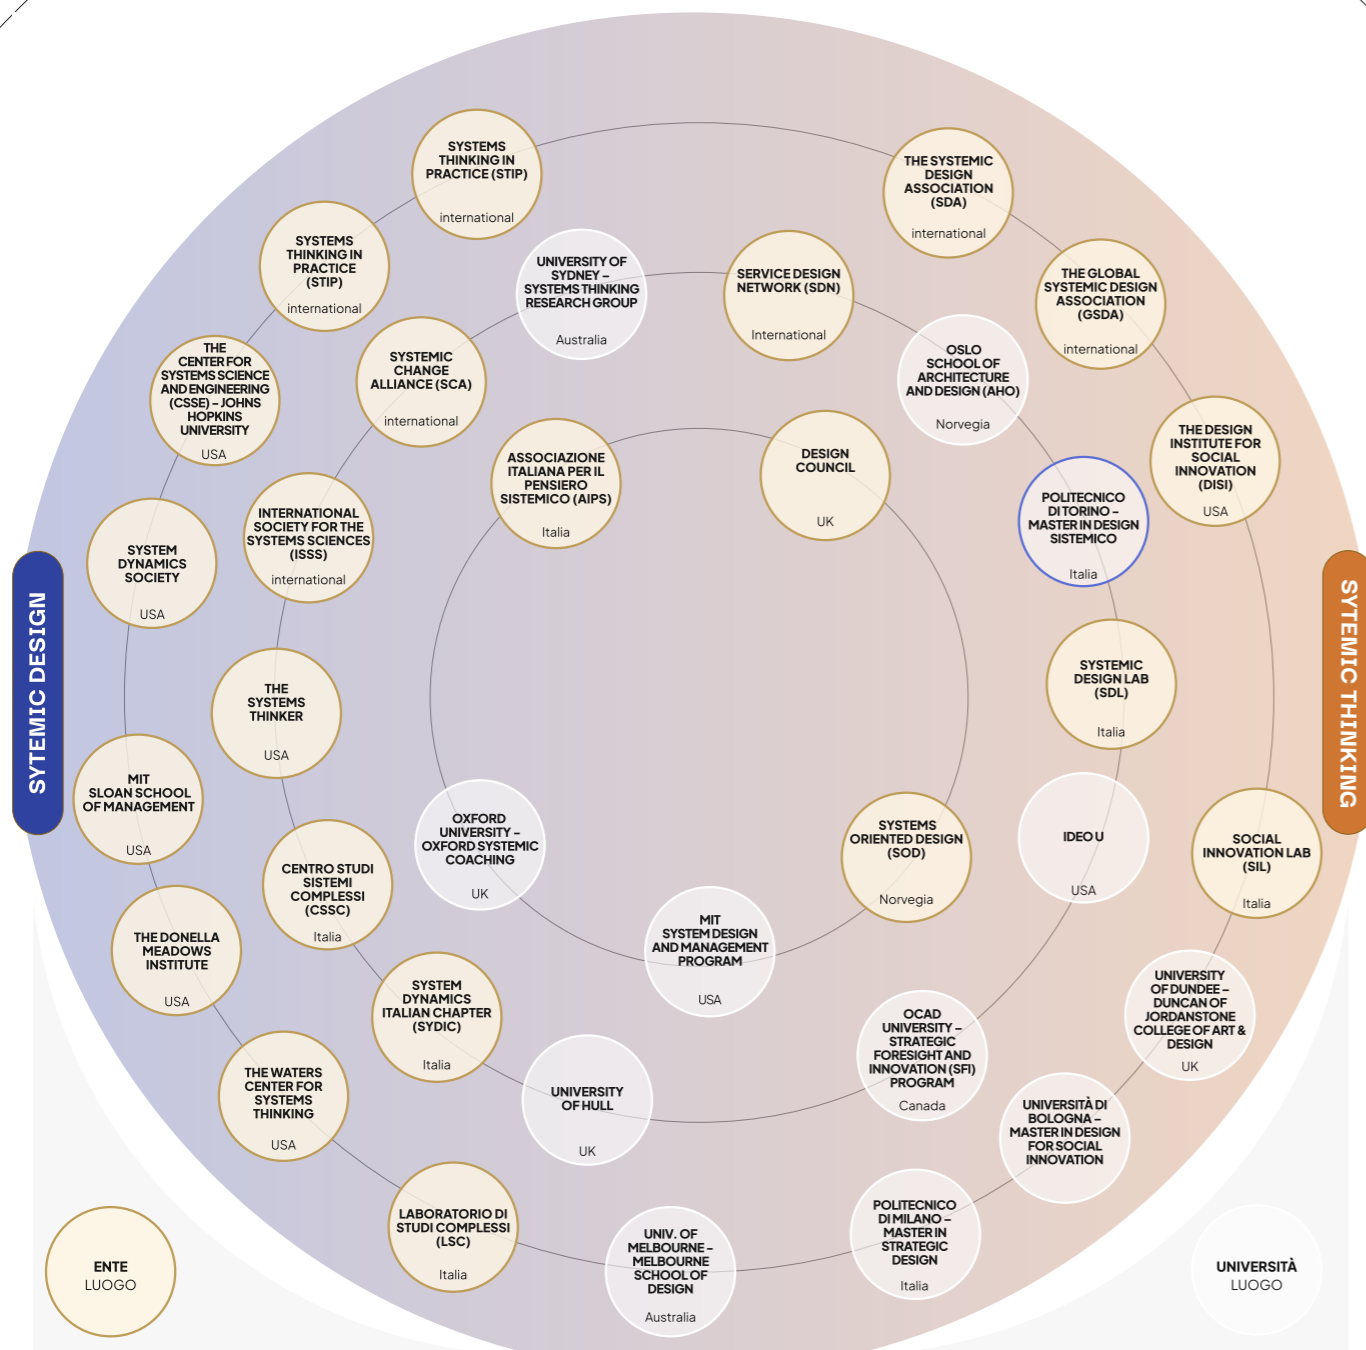 SYSTEMS
THINKING IN
PRACTICE (STIP)
international
THE SYSTEMIC
DESIGN
ASSOCIATION
(SDA)
international
SYSTEMS
THINKING IN
PRACTICE
(STIP)
international
UNIVERSITY OF
SYDNEY –
SYSTEMS THINKING
RESEARCH GROUP
Australia
SERVICE DESIGN
NETWORK (SDN)
International
THE GLOBAL
SYSTEMIC DESIGN
ASSOCIATION
(GSDA)
international
THE
CENTER FOR
SYSTEMS SCIENCE
AND ENGINEERING
(CSSE) – JOHNS
HOPKINS
UNIVERSITY
USA
SYSTEMIC
CHANGE
ALLIANCE (SCA)
international
OSLO
SCHOOL OF
ARCHITECTURE
AND DESIGN (AHO)
Norvegia
ASSOCIAZIONE
ITALIANA PER IL
PENSIERO
SISTEMICO (AIPS)
Italia
DESIGN
COUNCIL
UK
THE DESIGN
INSTITUTE FOR
SOCIAL
INNOVATION
(DISI)
USA
INTERNATIONAL
SOCIETY FOR THE
SYSTEMS SCIENCES
(ISSS)
international
POLITECNICO
DI TORINO –
MASTER IN DESIGN
SISTEMICO
Italia
SYSTEM
DYNAMICS
SOCIETY
USA
SYTEMIC DESIGN
SYTEMIC THINKING
THE
SYSTEMS
THINKER
USA
SYSTEMIC
DESIGN LAB
(SDL)
Italia
MIT
SLOAN SCHOOL
OF MANAGEMENT
USA
OXFORD
UNIVERSITY –
OXFORD SYSTEMIC
COACHING
UK
SYSTEMS
ORIENTED DESIGN
(SOD)
Norvegia
IDEO U
USA
SOCIAL
INNOVATION LAB
(SIL)
Italia
CENTRO STUDI
SISTEMI
COMPLESSI
(CSSC)
Italia
THE DONELLA
MEADOWS
INSTITUTE
USA
MIT
SYSTEM DESIGN
AND MANAGEMENT
PROGRAM
USA
SYSTEM
DYNAMICS
ITALIAN CHAPTER
(SYDIC)
Italia
UNIVERSITY
OF DUNDEE –
DUNCAN OF
JORDANSTONE
COLLEGE OF ART &
DESIGN
UK
OCAD
UNIVERSITY –
STRATEGIC
FORESIGHT AND
INNOVATION (SFI)
PROGRAM
Canada
THE WATERS
CENTER FOR
SYSTEMS
THINKING
USA
UNIVERSITY
OF HULL
UK
UNIVERSITÀ DI
BOLOGNA –
MASTER IN DESIGN
FOR SOCIAL
INNOVATION
LABORATORIO DI
STUDI COMPLESSI
(LSC)
Italia
UNIV. OF
MELBOURNE –
MELBOURNE
SCHOOL OF
DESIGN
Australia
POLITECNICO
DI MILANO –
MASTER IN
STRATEGIC
DESIGN
Italia
ENTE
LUOGO
UNIVERSITÀ
LUOGO